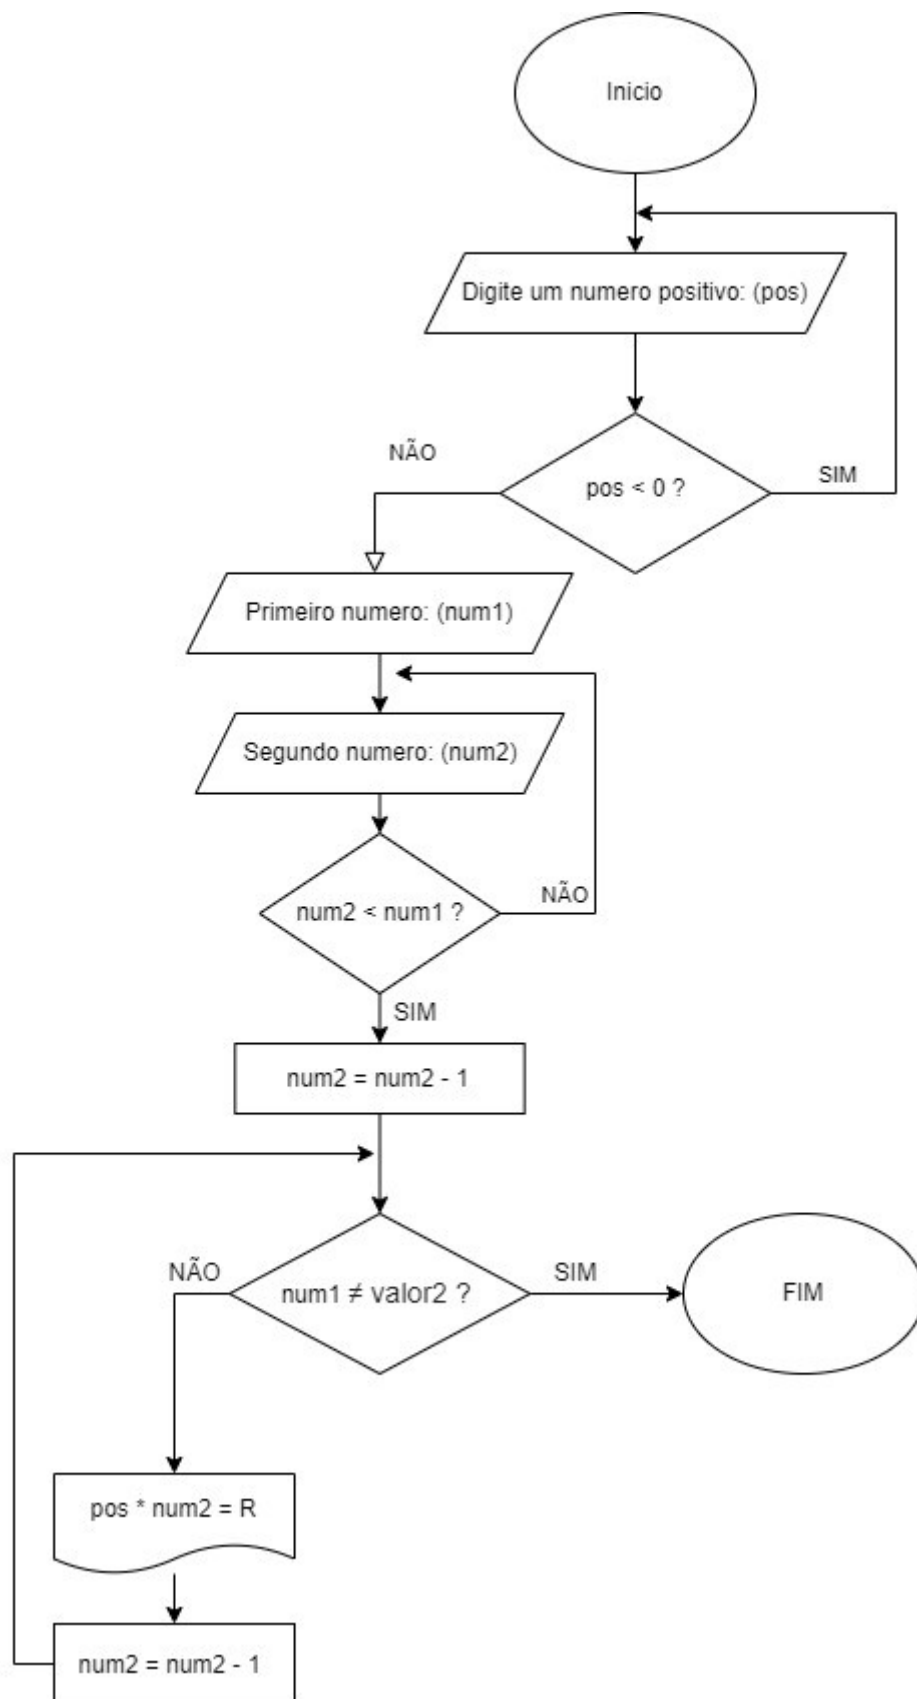 Inicio
Digite um numero positivo: (pos)
pos < 0 ?
NÃO
SIM
Primeiro numero: (num1)
Segundo numero: (num2)
num2 < num1 ?
NÃO
SIM
num2 = num2 - 1
num1 ≠ valor2 ?
NÃO
SIM
FIM
pos * num2 = R
num2 = num2 - 1